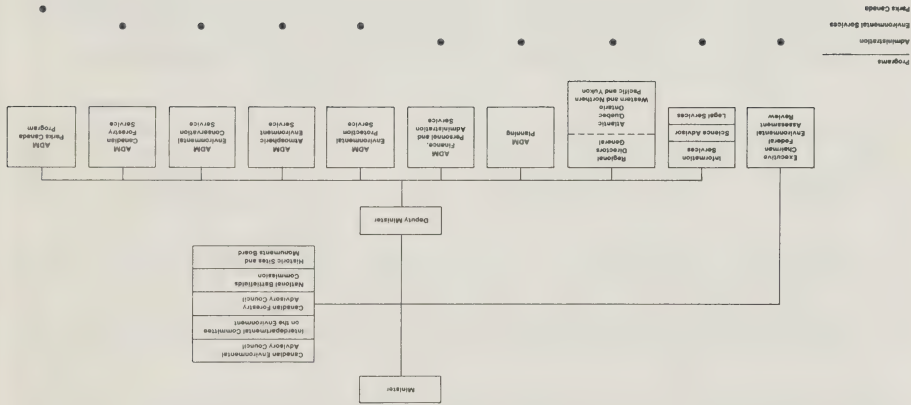 Minister
Canadian Environmental
Advisory Council
Interdepartmental Committee
on the Environment
Canadian Forestry
Advisory Council
National Battlefields
Commission
Historic Sites and
Monuments Board
Deputy Minister
Executive
Chairman
Federal
Environmental
Assessment
Review
Information
Services
Science Advisor
Legal Services
Regional
Directors
General
Atlantic
Quebec
Ontario
Western and Northern
Pacific and Yukon
ADM
Planning
ADM
Finance,
Personnel and
Administration
Service
ADM
Environmental
Protection
Service
ADM
Atmospheric
Environment
Service
ADM
Environmental
Conservation
Service
ADM
Canadian
Forestry
Service
ADM
Parks Canada
Program
Programs
Administration
Environmental Services
Parks Canada